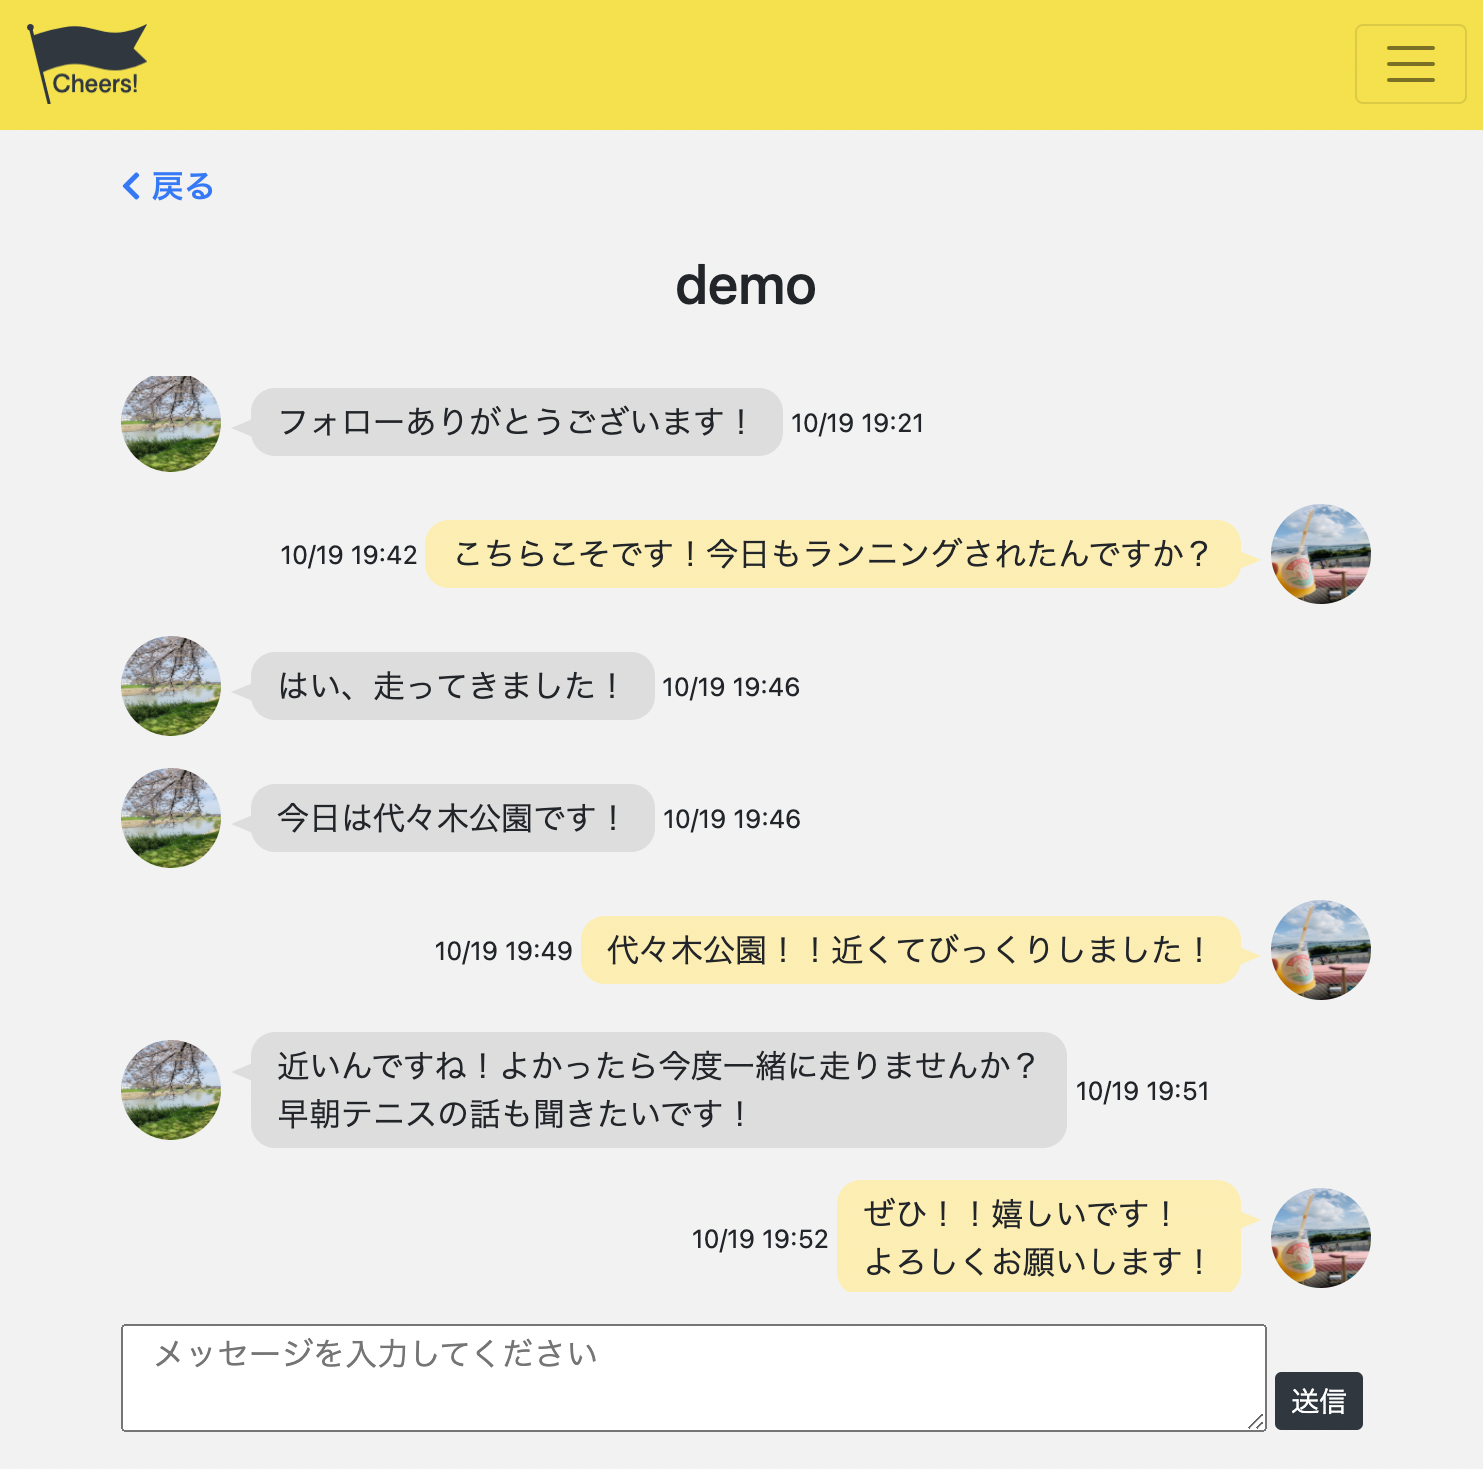 Cheers!
戻る
demo
フォローありがとうございます！ 10/19 19:21
10/19 19:42 こちらこそです！今日もランニングされたんですか？
はい、走ってきました！ 10/19 19:46
今日は代々木公園です！ 10/19 19:46
10/19 19:49 代々木公園！！近くてびっくりしました！
近いんですね！よかったら今度一緒に走りませんか？
早朝テニスの話も聞きたいです！
10/19 19:51
ぜひ！！嬉しいです！
よろしくお願いします！
10/19 19:52
メッセージを入力してください
送信